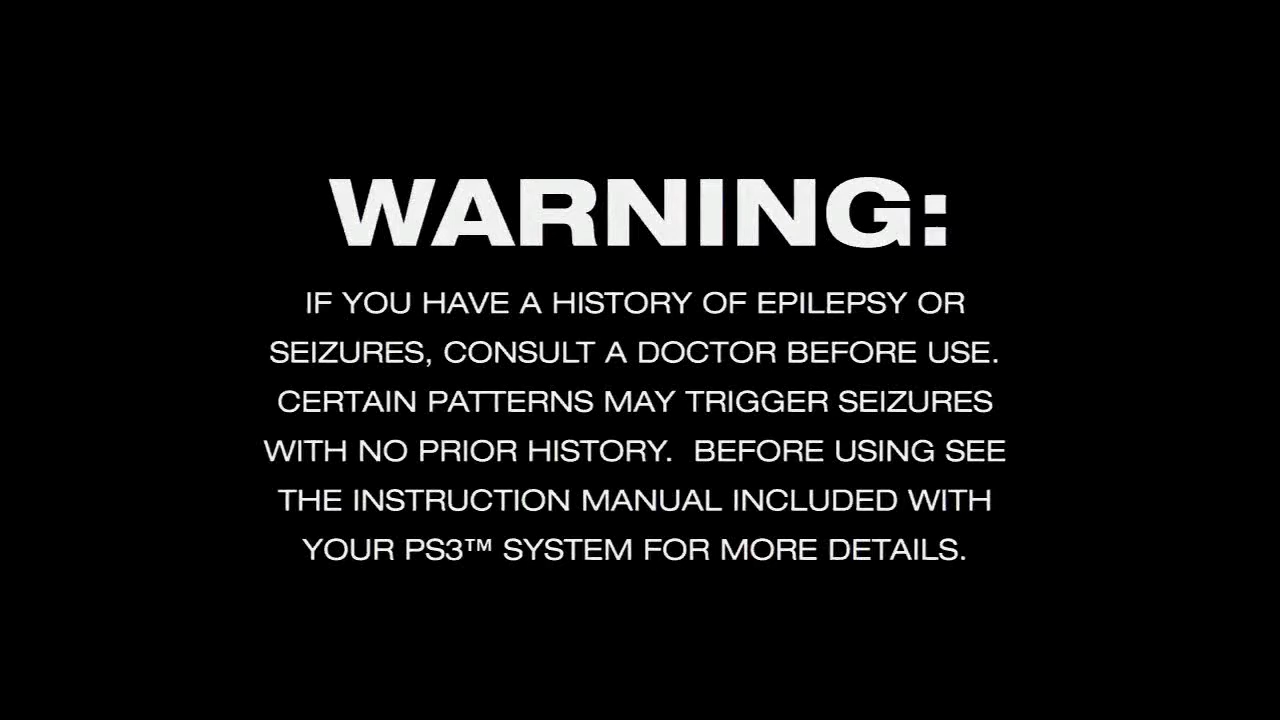 WARNING:
IF YOU HAVE A HISTORY OF EPILEPSY OR
SEIZURES, CONSULT A DOCTOR BEFORE USE.
CERTAIN PATTERNS MAY TRIGGER SEIZURES
WITH NO PRIOR HISTORY.  BEFORE USING SEE
THE INSTRUCTION MANUAL INCLUDED WITH
YOUR PS3™ SYSTEM FOR MORE DETAILS.